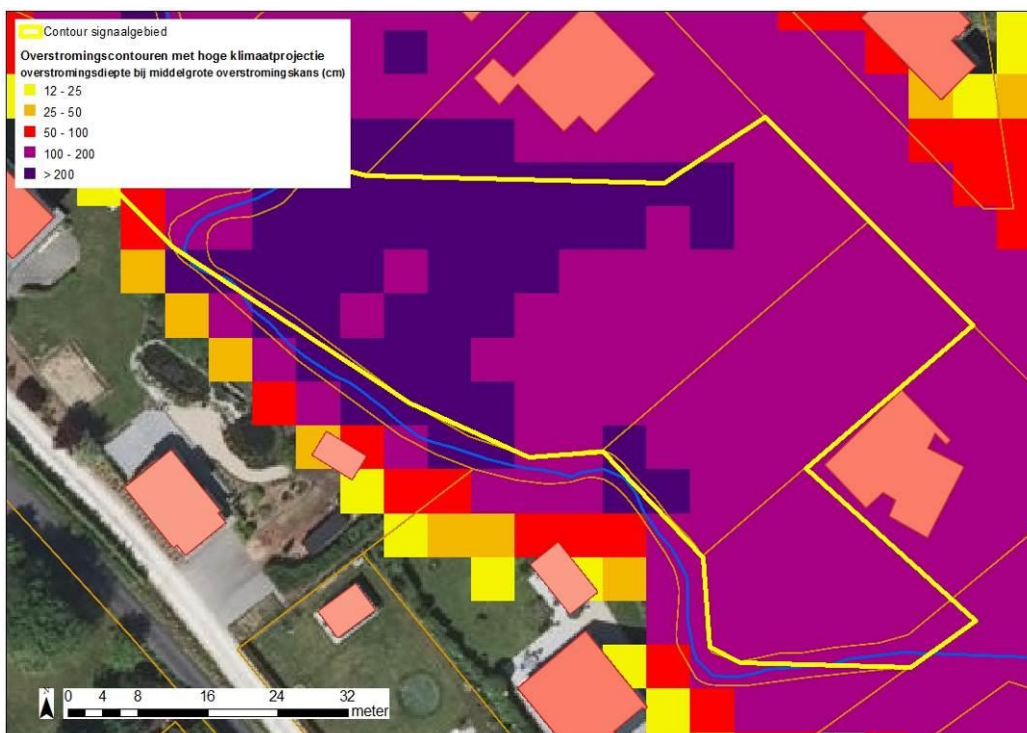 Contour signaalgebied
Overstromingscontouren met hoge klimaatprojectie
overstromingsdiepte bij middelgrote overstromingskans (cm)
12 - 25
25 - 50
50 - 100
100 - 200
> 200
N
0 4 8 16 24 32
meter